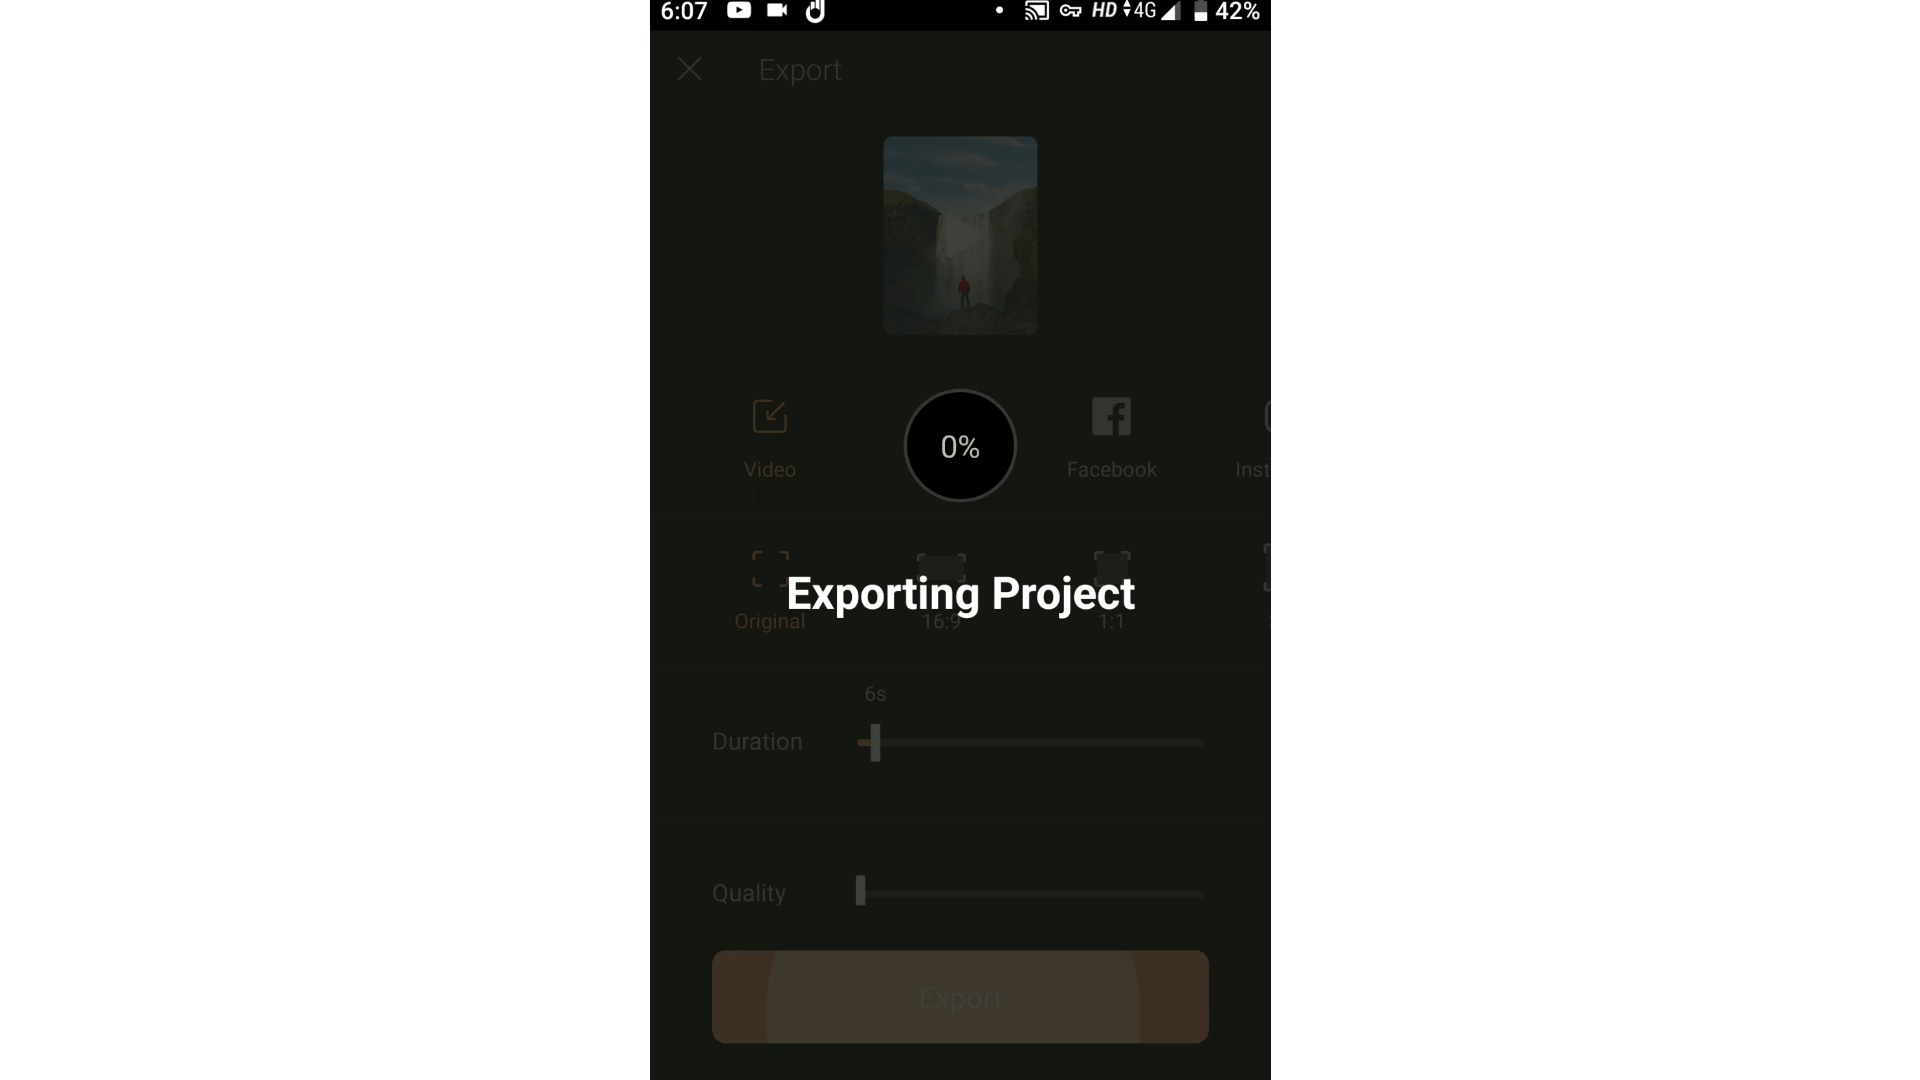 6:07 HD 4G 42%
Export
0%
Video Facebook Inst
Exporting Project
Original 16:9 1:1
6s
Duration
Quality
Export